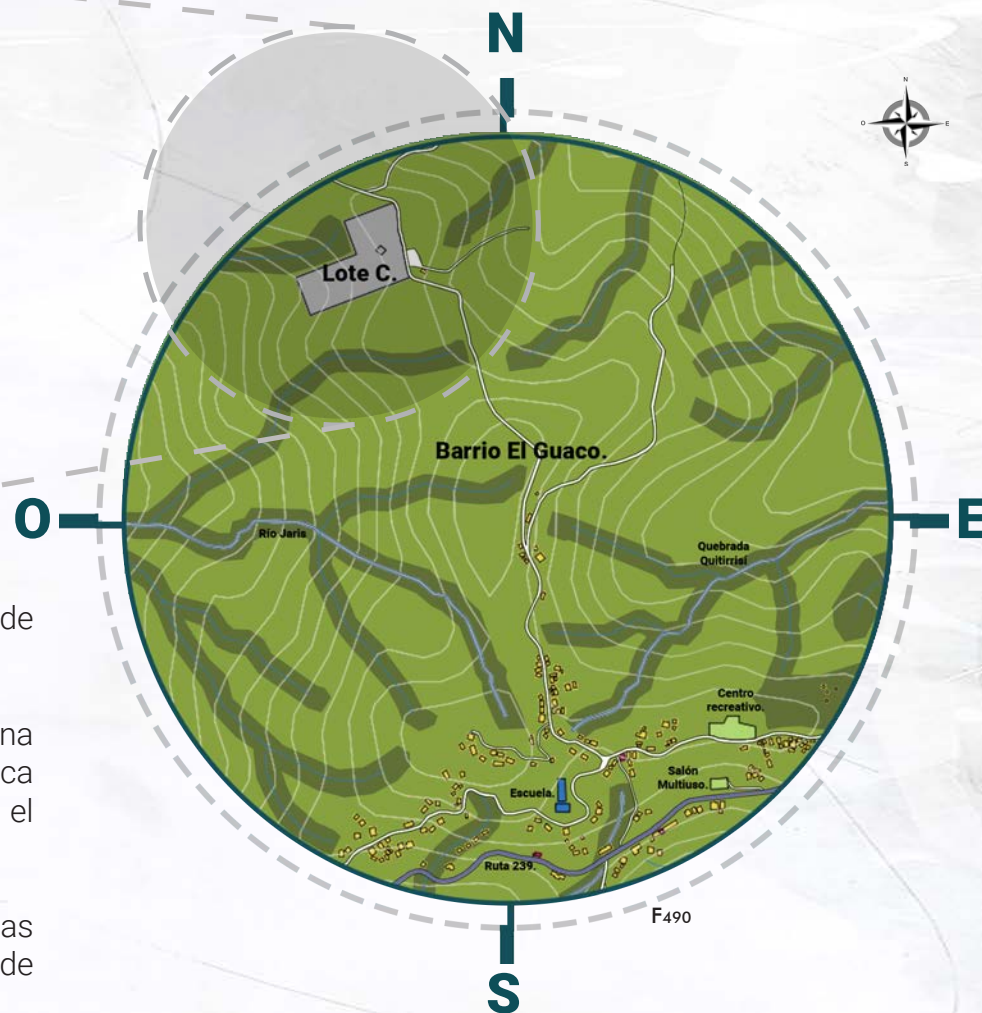 N
N
O
E
S
Lote C.
Barrio El Guaco.
O
E
Río Jaris
Quebrada
Quitirrisí
de
Centro
recreativo.
na
ca
el
Salón
Multiuso.
Escuela.
Ruta 239.
F490
as
de
S